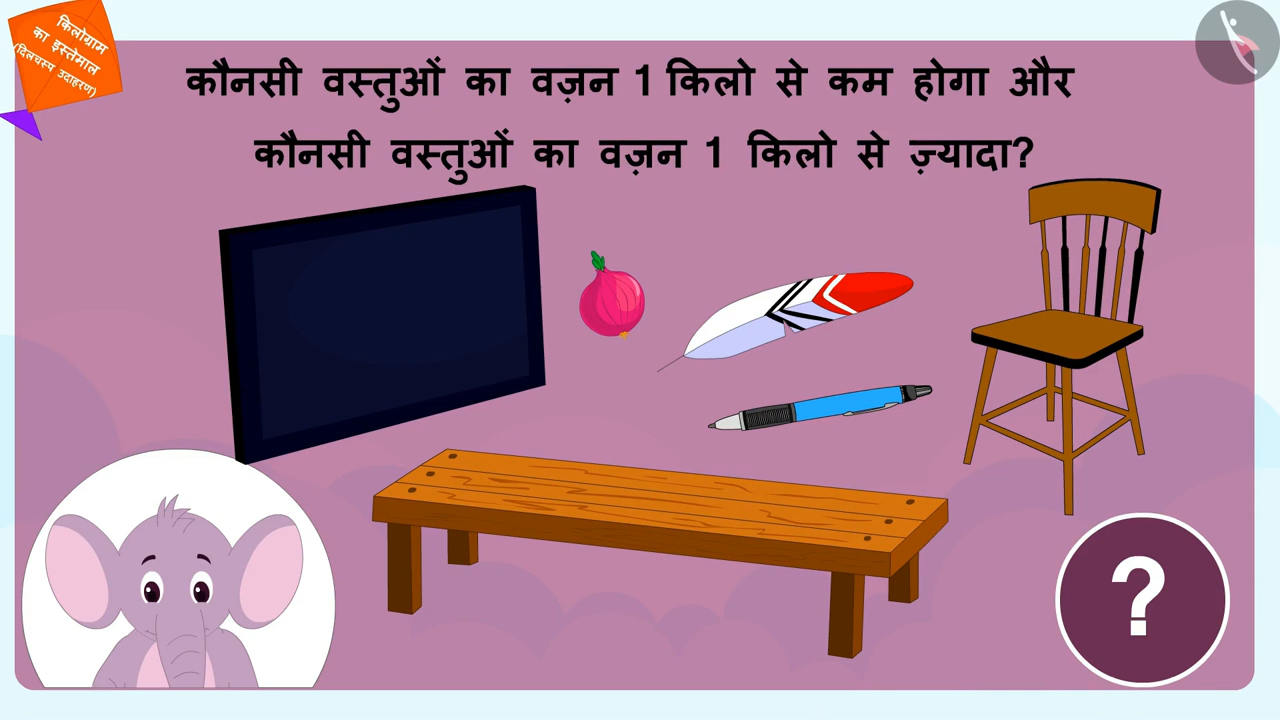 किलोग्राम
का इस्तेमाल
(दिलचस्प उदाहरण)
कौनसी वस्तुओं का वज़न 1 किलो से कम होगा और
कौनसी वस्तुओं का वज़न 1 किलो से ज़्यादा?
?